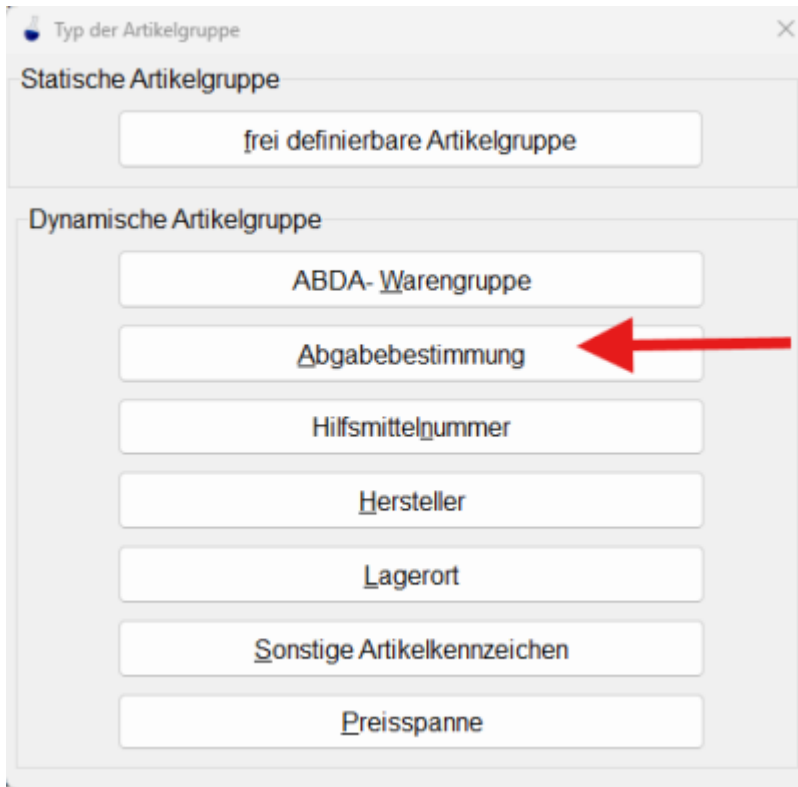 Typ der Artikelgruppe
Statische Artikelgruppe
frei definierbare Artikelgruppe
Dynamische Artikelgruppe
ABDA- Warengruppe
Abgabebestimmung
Hilfsmittelnummer
Hersteller
Lagerort
Sonstige Artikelkennzeichen
Preisspanne